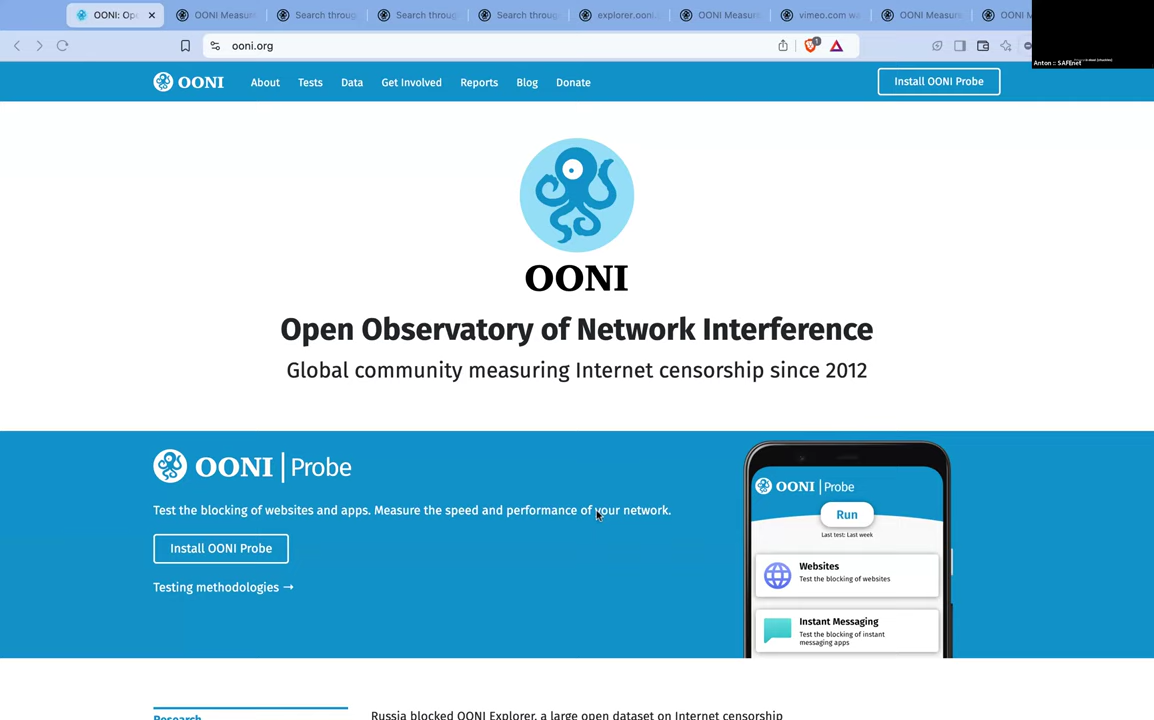 OONI: Op
OONI Measur
Search throug
Search throug
Search throug
explorer.ooni.
OONI Measur
vimeo.com wa
OONI Measur
OONI M
ooni.org
1
Anton :: SAFEnet
OONI
About
Tests
Data
Get Involved
Reports
Blog
Donate
Install OONI Probe
OONI
Open Observatory of Network Interference
Global community measuring Internet censorship since 2012
OONI | Probe
Test the blocking of websites and apps. Measure the speed and performance of your network.
Install OONI Probe
Testing methodologies →
OONI | Probe
Run
Last test: Last week
Websites
Test the blocking of websites
Instant Messaging
Test the blocking of instant
messaging apps
Research
Russia blocked OONI Explorer, a large open dataset on Internet censorship